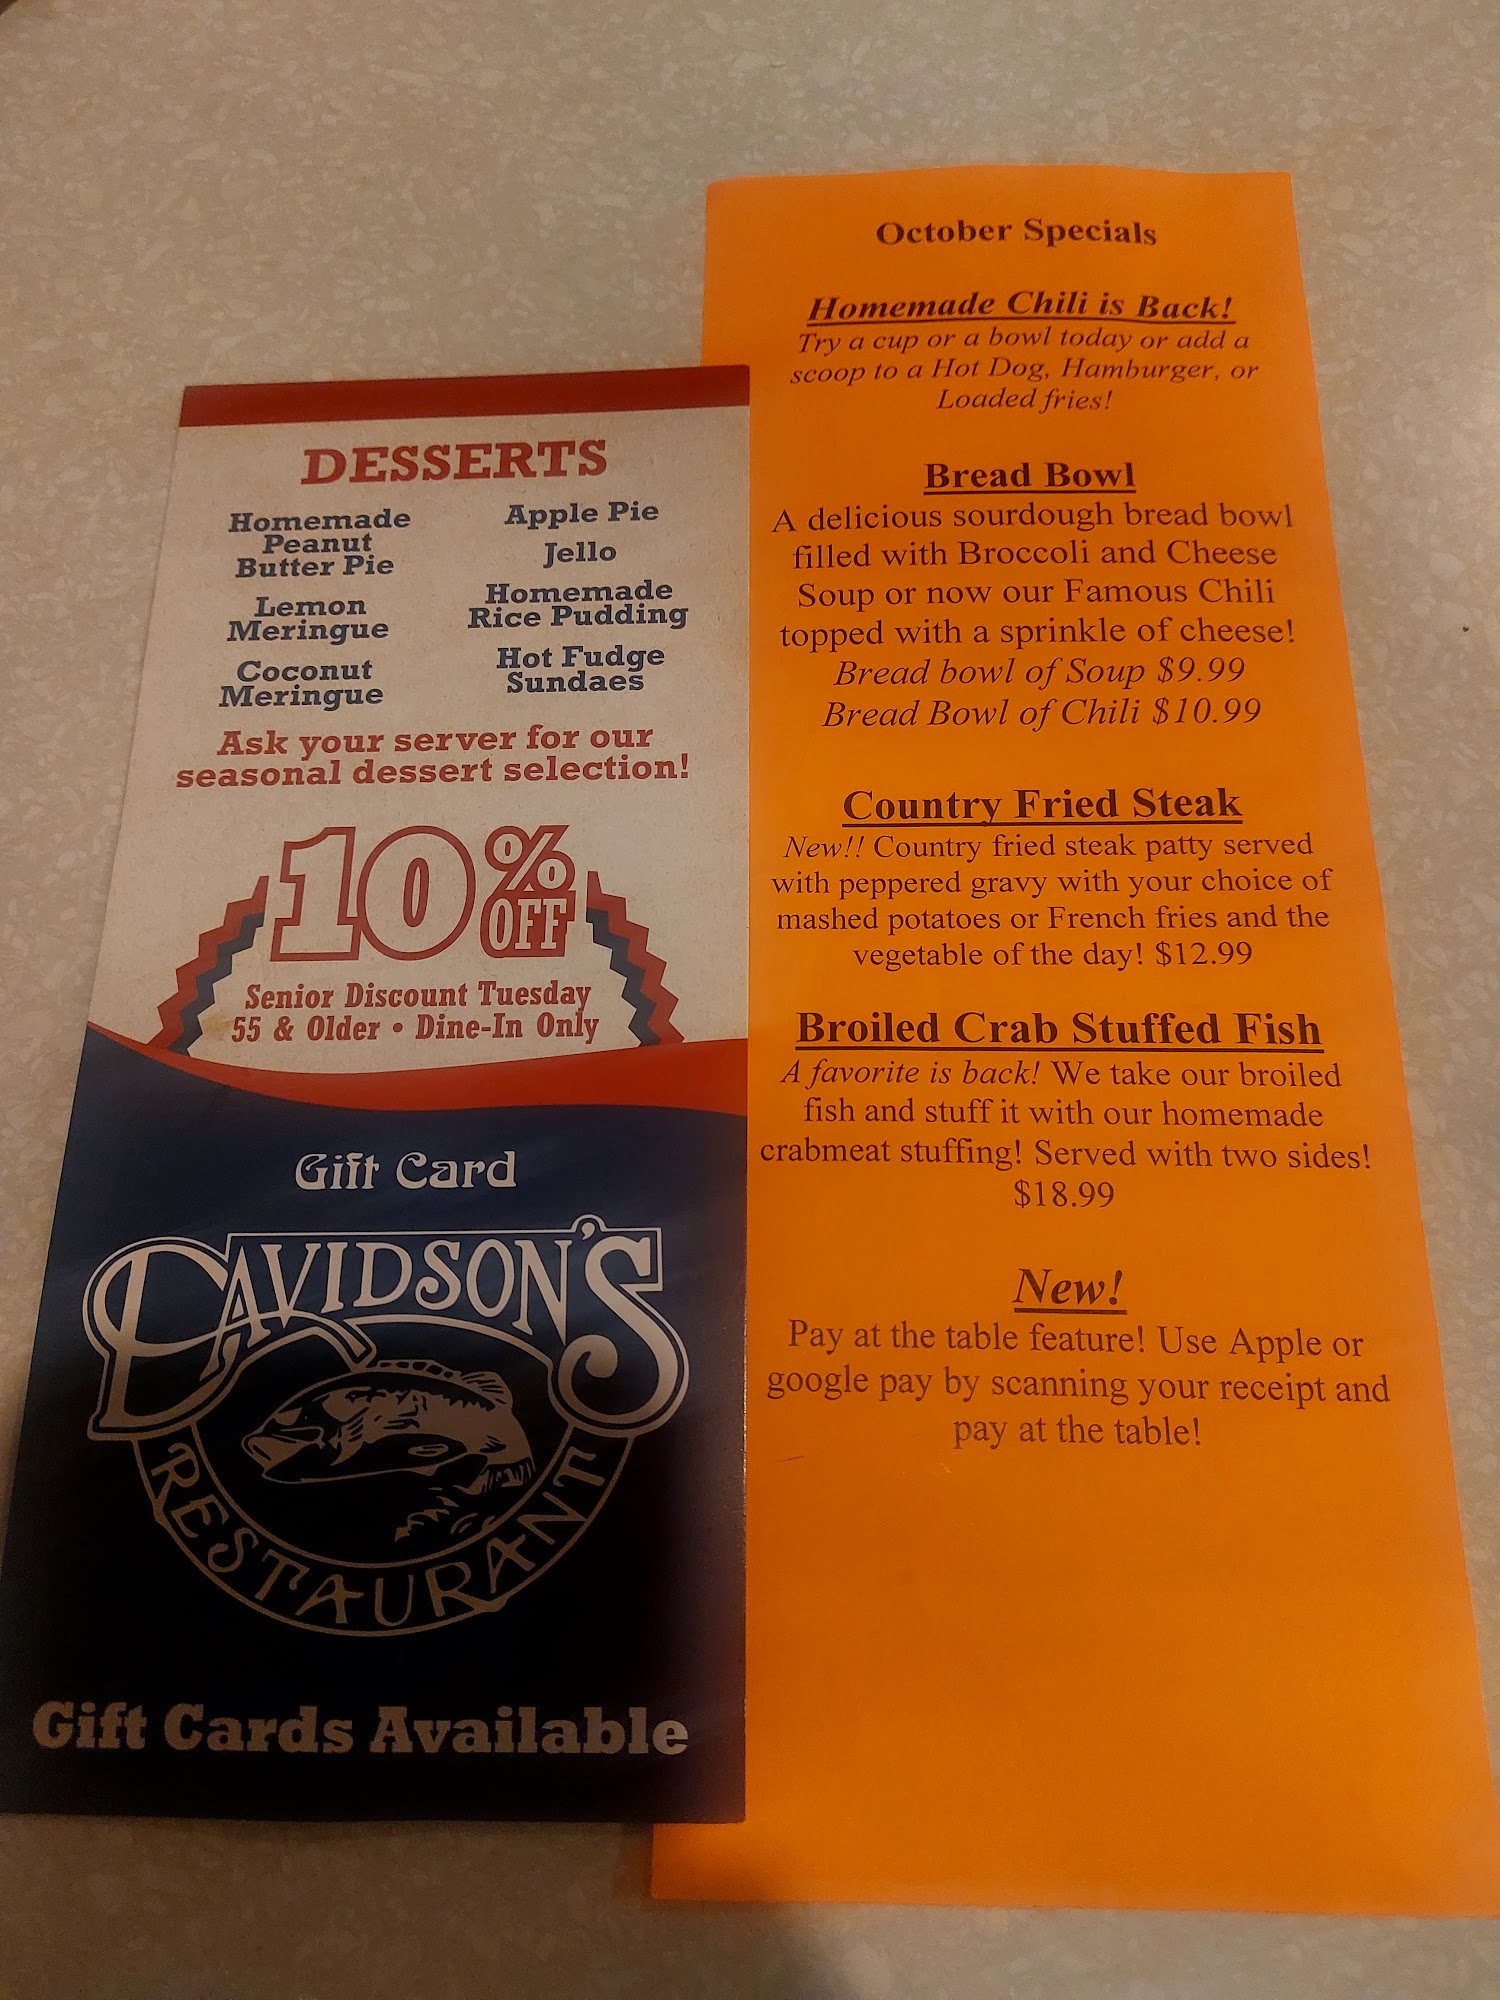 DESSERTS
Homemade
Peanut
Butter Pie
Lemon
Meringue
Coconut
Meringue
Apple Pie
Jello
Homemade
Rice Pudding
Hot Fudge
Sundaes
Ask your server for our
seasonal dessert selection!
10% OFF
Senior Discount Tuesday
55 & Older • Dine-In Only
Gift Card
DAVIDSON'S
RESTAURANT
Gift Cards Available
October Specials
Homemade Chili is Back!
Try a cup or a bowl today or add a
scoop to a Hot Dog, Hamburger, or
Loaded fries!
Bread Bowl
A delicious sourdough bread bowl
filled with Broccoli and Cheese
Soup or now our Famous Chili
topped with a sprinkle of cheese!
Bread bowl of Soup $9.99
Bread Bowl of Chili $10.99
Country Fried Steak
New!! Country fried steak patty served
with peppered gravy with your choice of
mashed potatoes or French fries and the
vegetable of the day! $12.99
Broiled Crab Stuffed Fish
A favorite is back! We take our broiled
fish and stuff it with our homemade
crabmeat stuffing! Served with two sides!
$18.99
New!
Pay at the table feature! Use Apple or
google pay by scanning your receipt and
pay at the table!